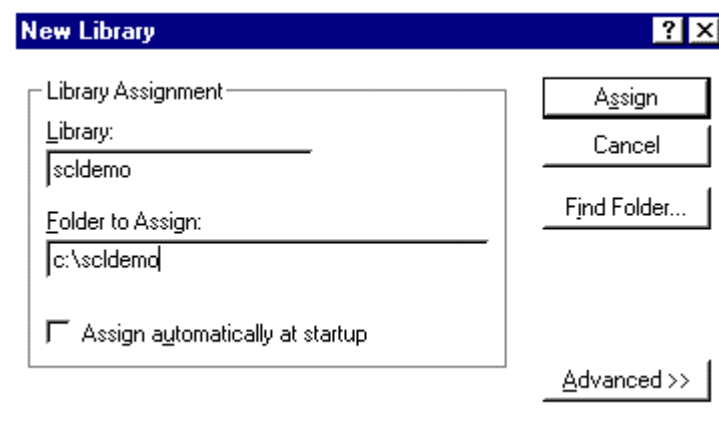 New Library
Library Assignment
Library:
scldemo
Folder to Assign:
c:\scldemo
Assign automatically at startup
Assign
Cancel
Find Folder...
Advanced >>